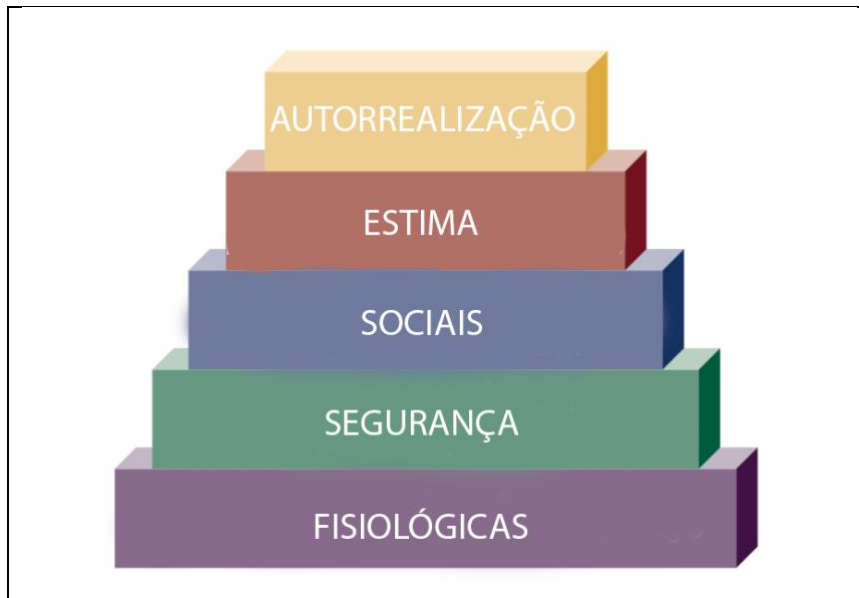 AUTORREALIZAÇÃO
ESTIMA
SOCIAIS
SEGURANÇA
FISIOLÓGICAS